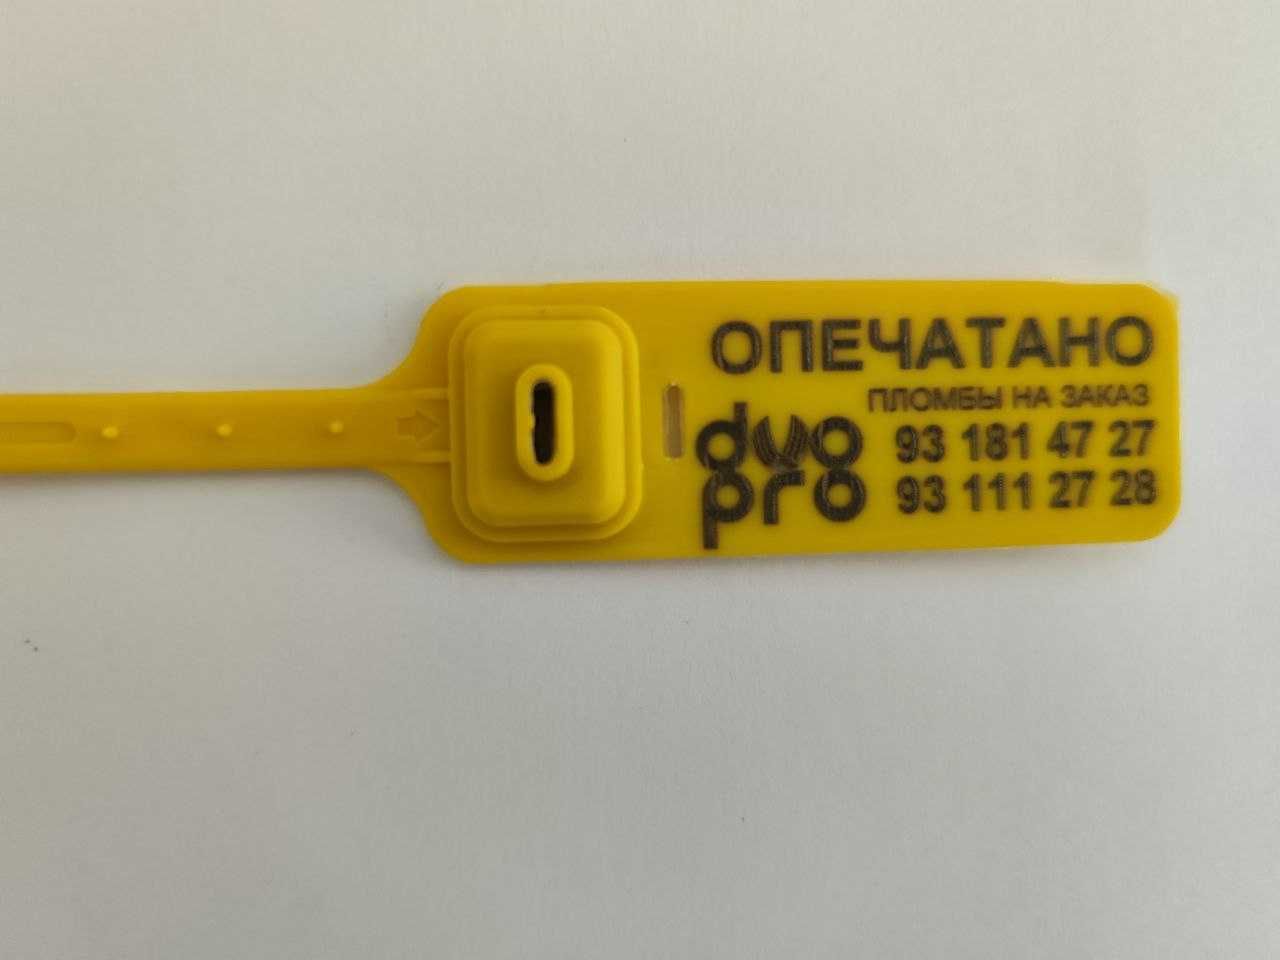 ОПЕЧАТАНО
ПЛОМБЫ НА ЗАКАЗ
duo
pro
93 181 47 27
93 111 27 28